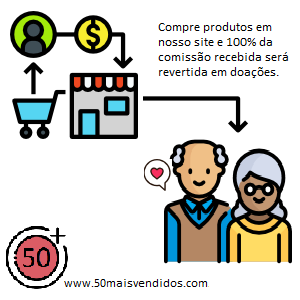 $
Compre produtos em
nosso site e 100% da
comissão recebida será
revertida em doações.
50+
www.50maisvendidos.com